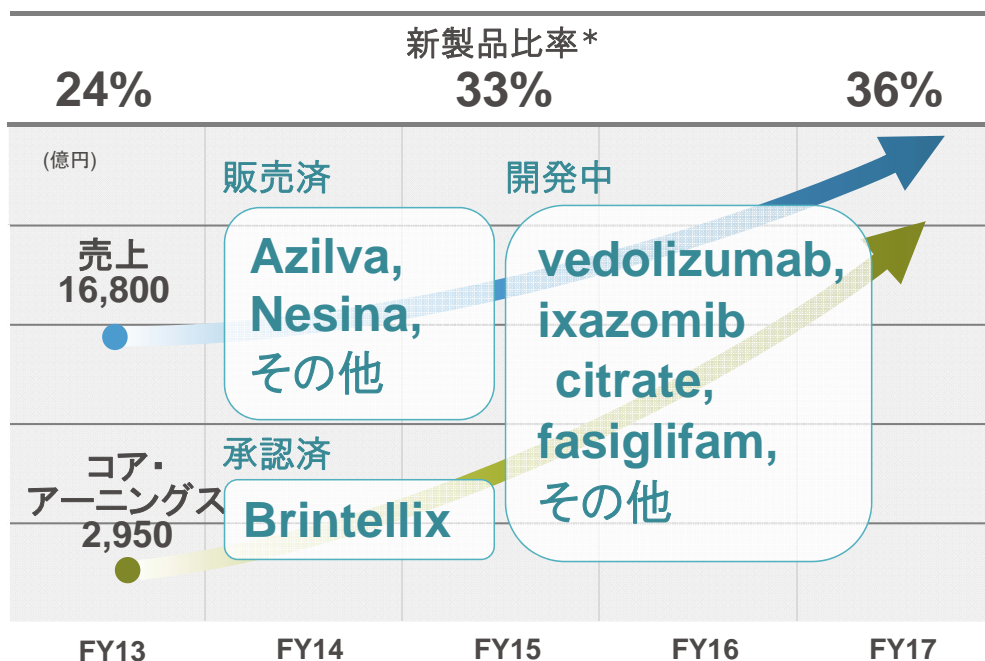 新製品比率*
24% 33% 36%
(億円)
販売済
開発中
売上
16,800
Azilva,
Nesina,
その他
vedolizumab,
ixazomib
citrate,
fasiglifam,
その他
承認済
コア・
アーニングス
2,950
Brintellix
FY13 FY14 FY15 FY16 FY17